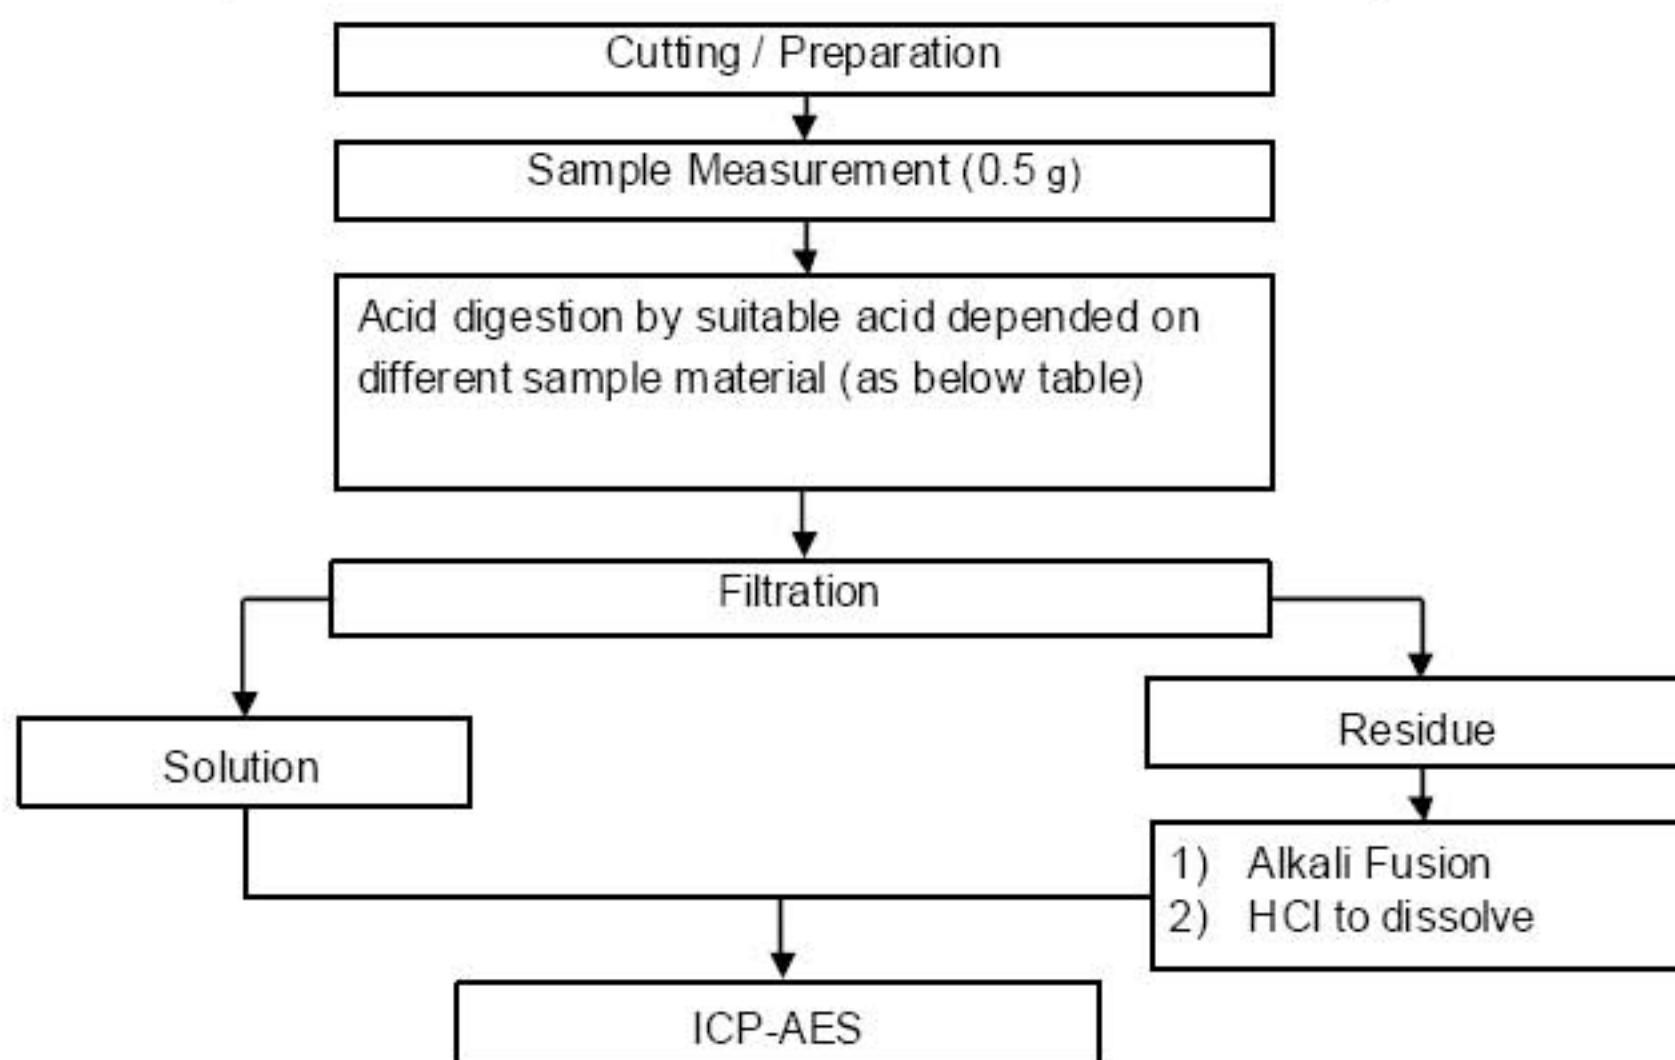 Cutting / Preparation
Sample Measurement (0.5 g)
Acid digestion by suitable acid depended on
different sample material (as below table)
Filtration
Solution
Residue
1) Alkali Fusion
2) HCl to dissolve
ICP-AES